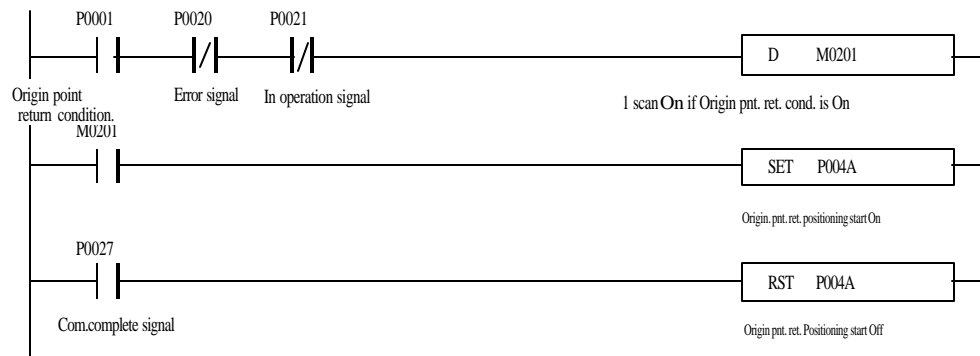 P0001 P0020 P0021
D M0201
Origin point
return condition.
Error signal
In operation signal
1 scan On if Origin pnt. ret. cond. is On
M0201
SET P004A
Origin. pnt. ret. positioning start On
P0027
RST P004A
Com.complete signal
Origin pnt. ret. Positioning start Off